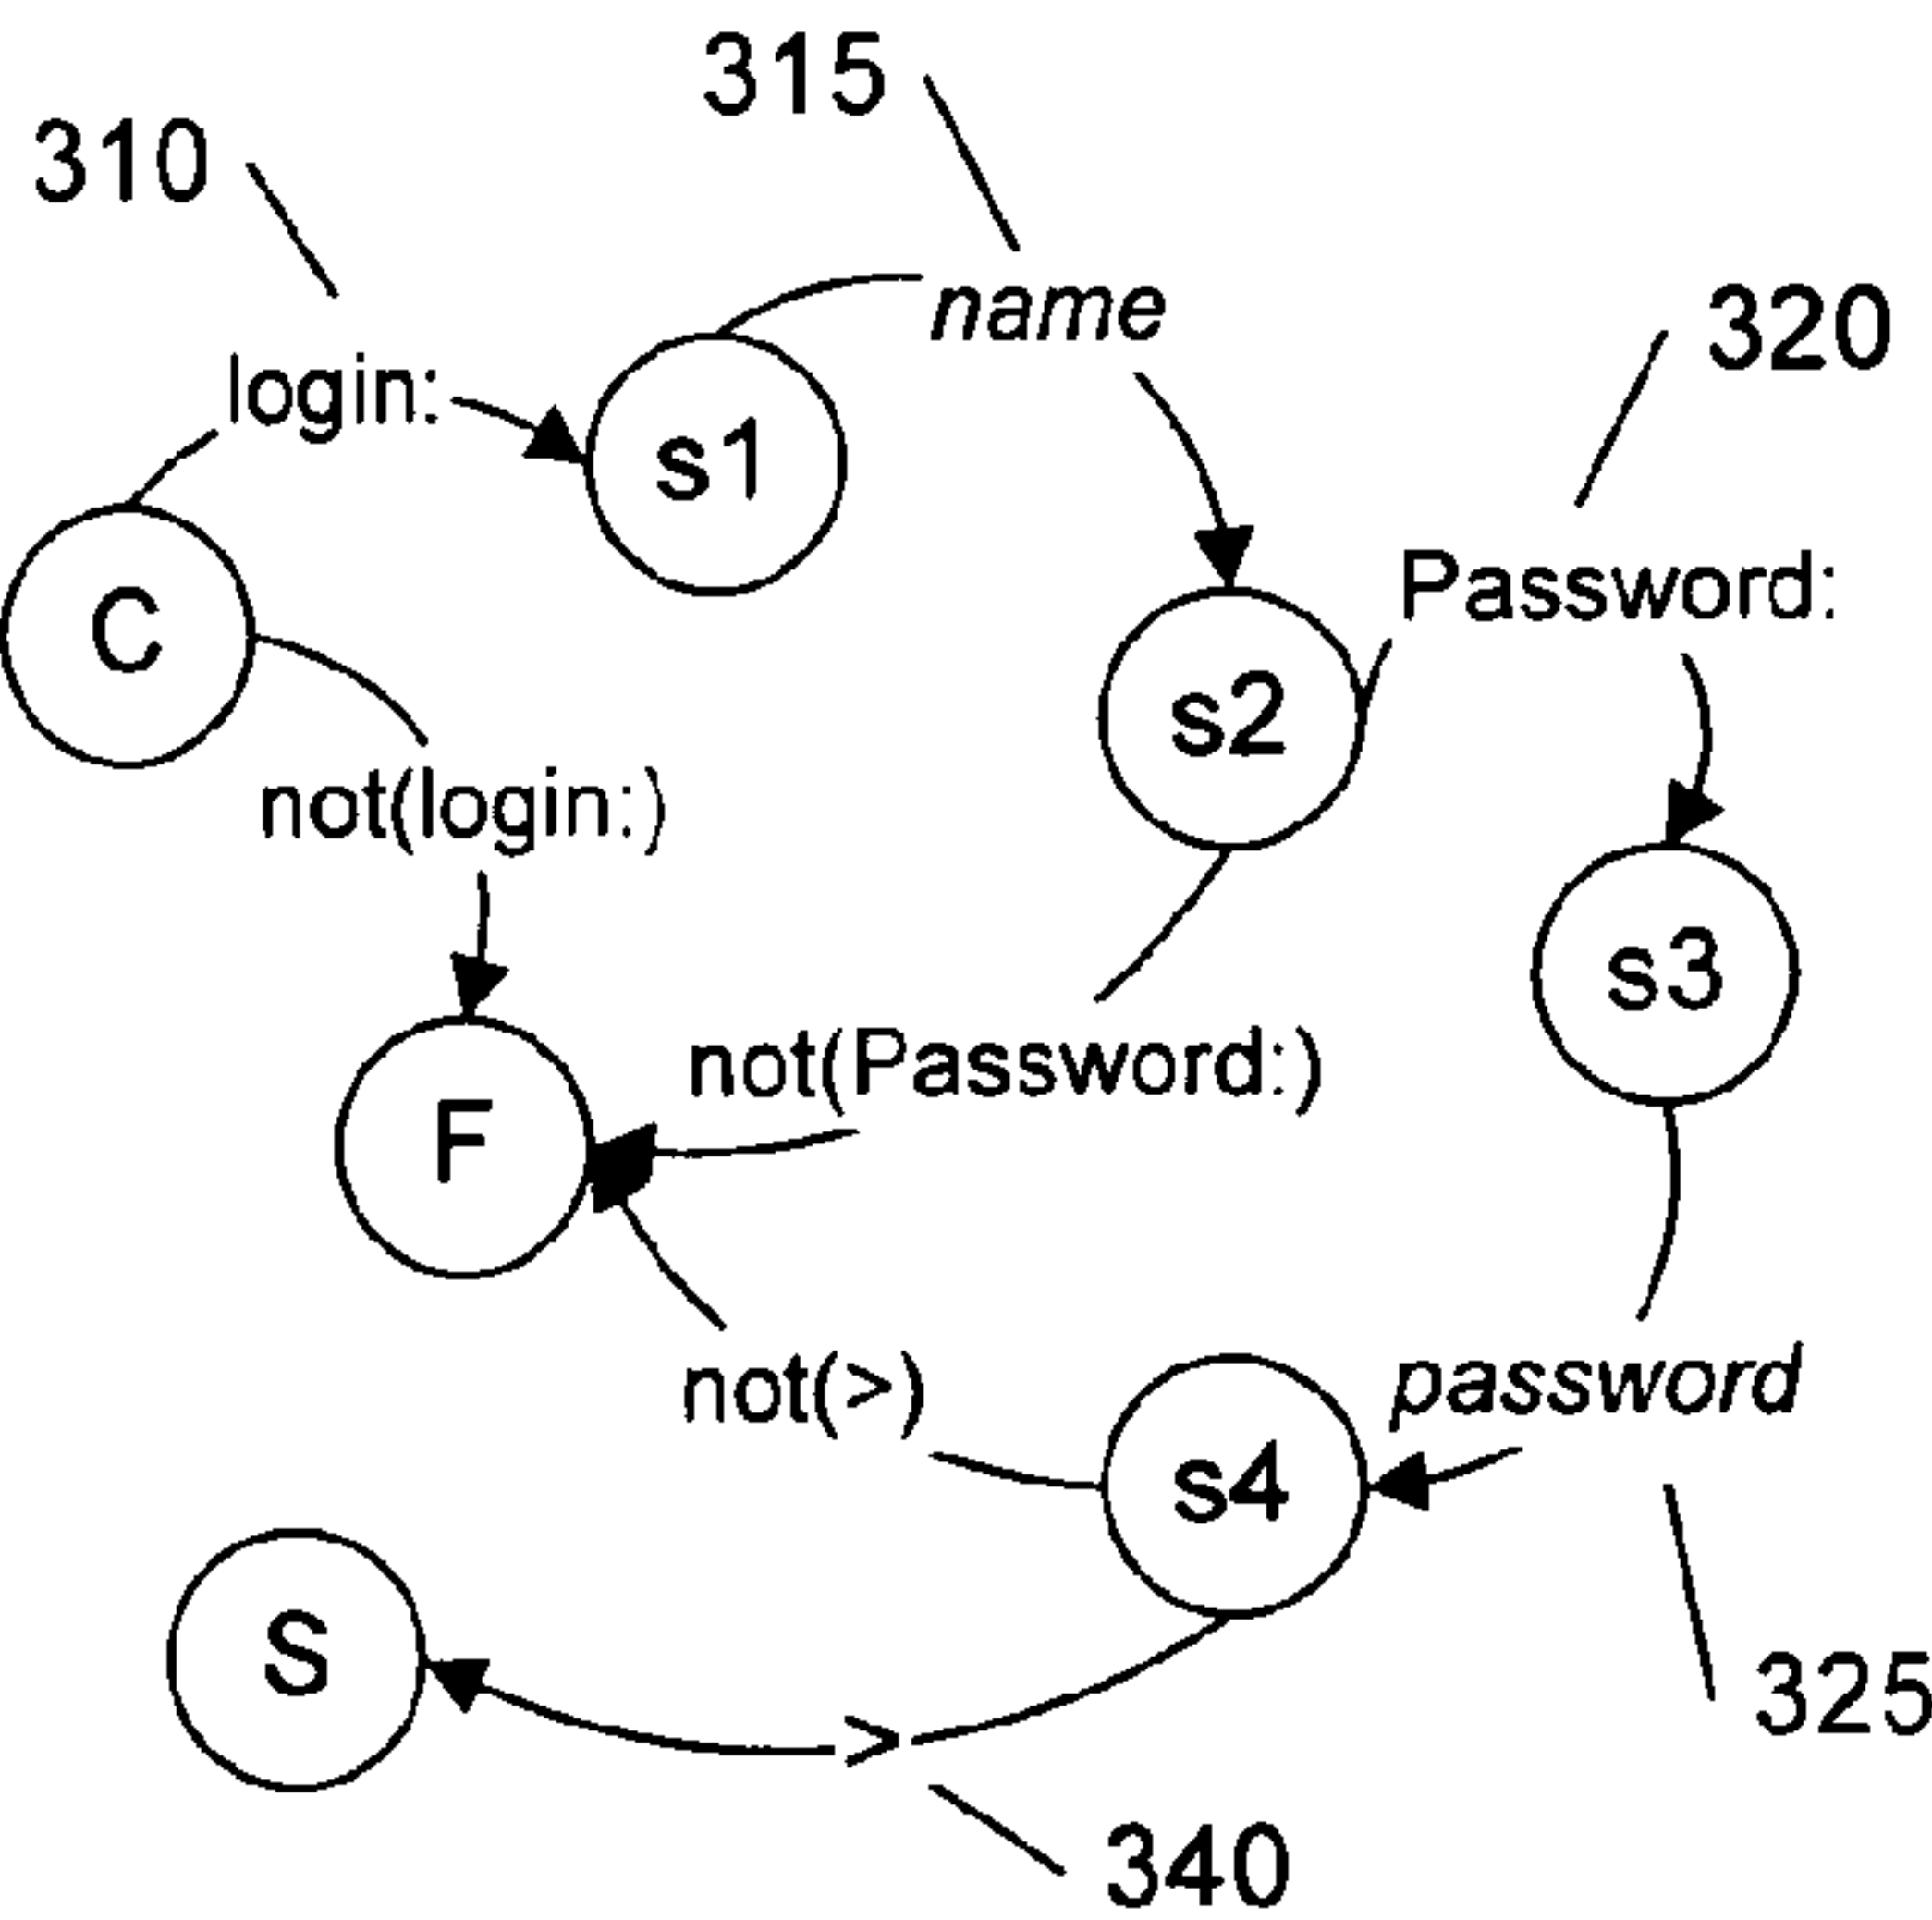 315
310
name
320
login:
s1
Password:
C
s2
not(login:)
s3
not(Password:)
F
not(>)
password
s4
S
325
>
340